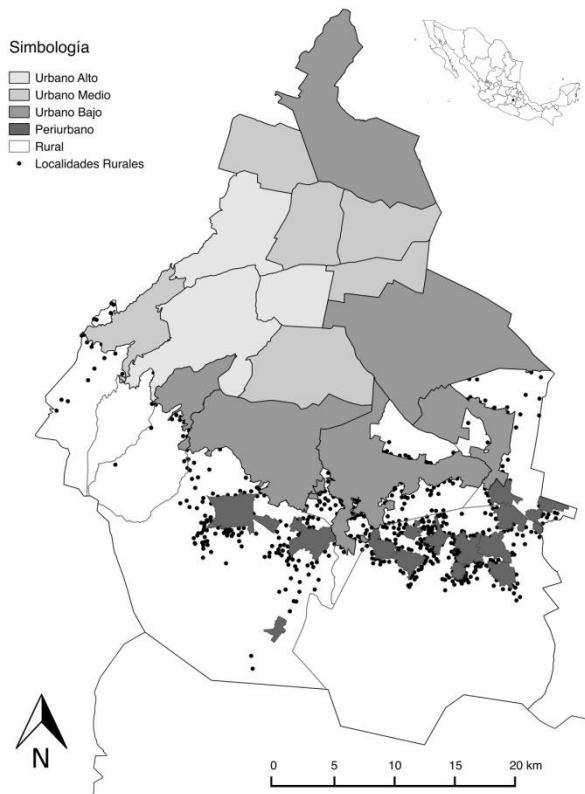 Simbología
Urbano Alto
Urbano Medio
Urbano Bajo
Periurbano
Rural
Localidades Rurales
N
0 5 10 15 20 km